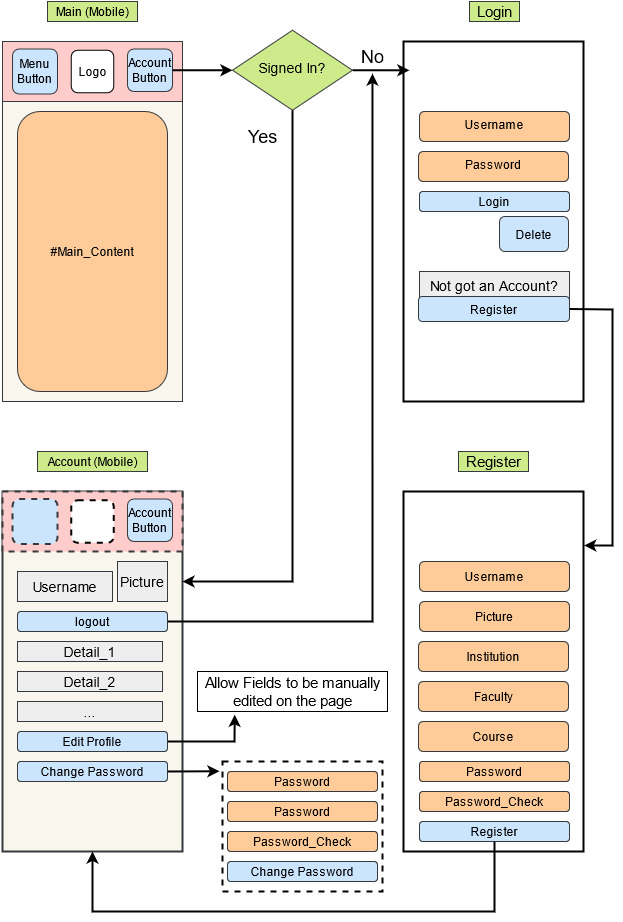 Main (Mobile)
Login
Menu
Button
Logo
Account
Button
Signed In?
No
Yes
#Main_Content
Username
Password
Login
Delete
Not got an Account?
Register
Account (Mobile)
Register
Account
Button
Username
Picture
logout
Detail_1
Detail_2
...
Edit Profile
Change Password
Allow Fields to be manually
edited on the page
Password
Password
Password_Check
Change Password
Username
Picture
Institution
Faculty
Course
Password
Password_Check
Register